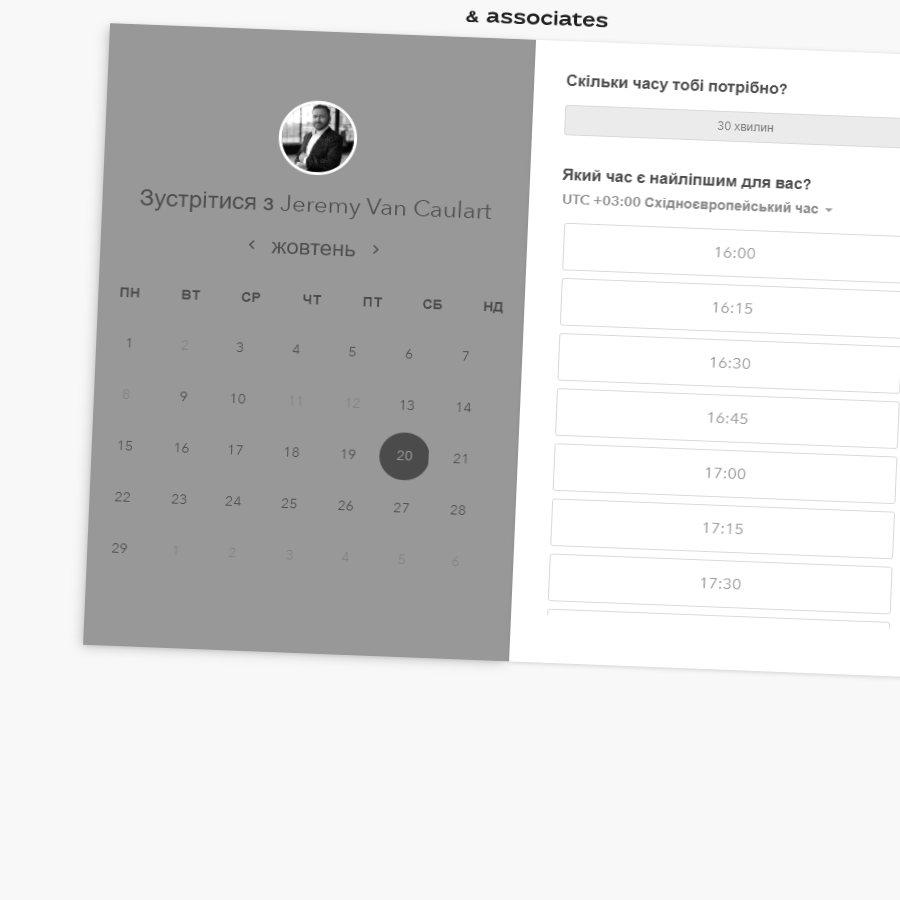 & associates
Зустрітися з Jeremy Van Caulart
жовтень
ПН ВТ СР ЧТ ПТ СБ НД
1 2 3 4 5 6 7
8 9 10 11 12 13 14
15 16 17 18 19 20 21
22 23 24 25 26 27 28
29 1 2 3 4 5 6
Скільки часу тобі потрібно?
30 хвилин
Який час є найліпшим для вас?
UTC +03:00 Східноєвропейський час
16:00
16:15
16:30
16:45
17:00
17:15
17:30